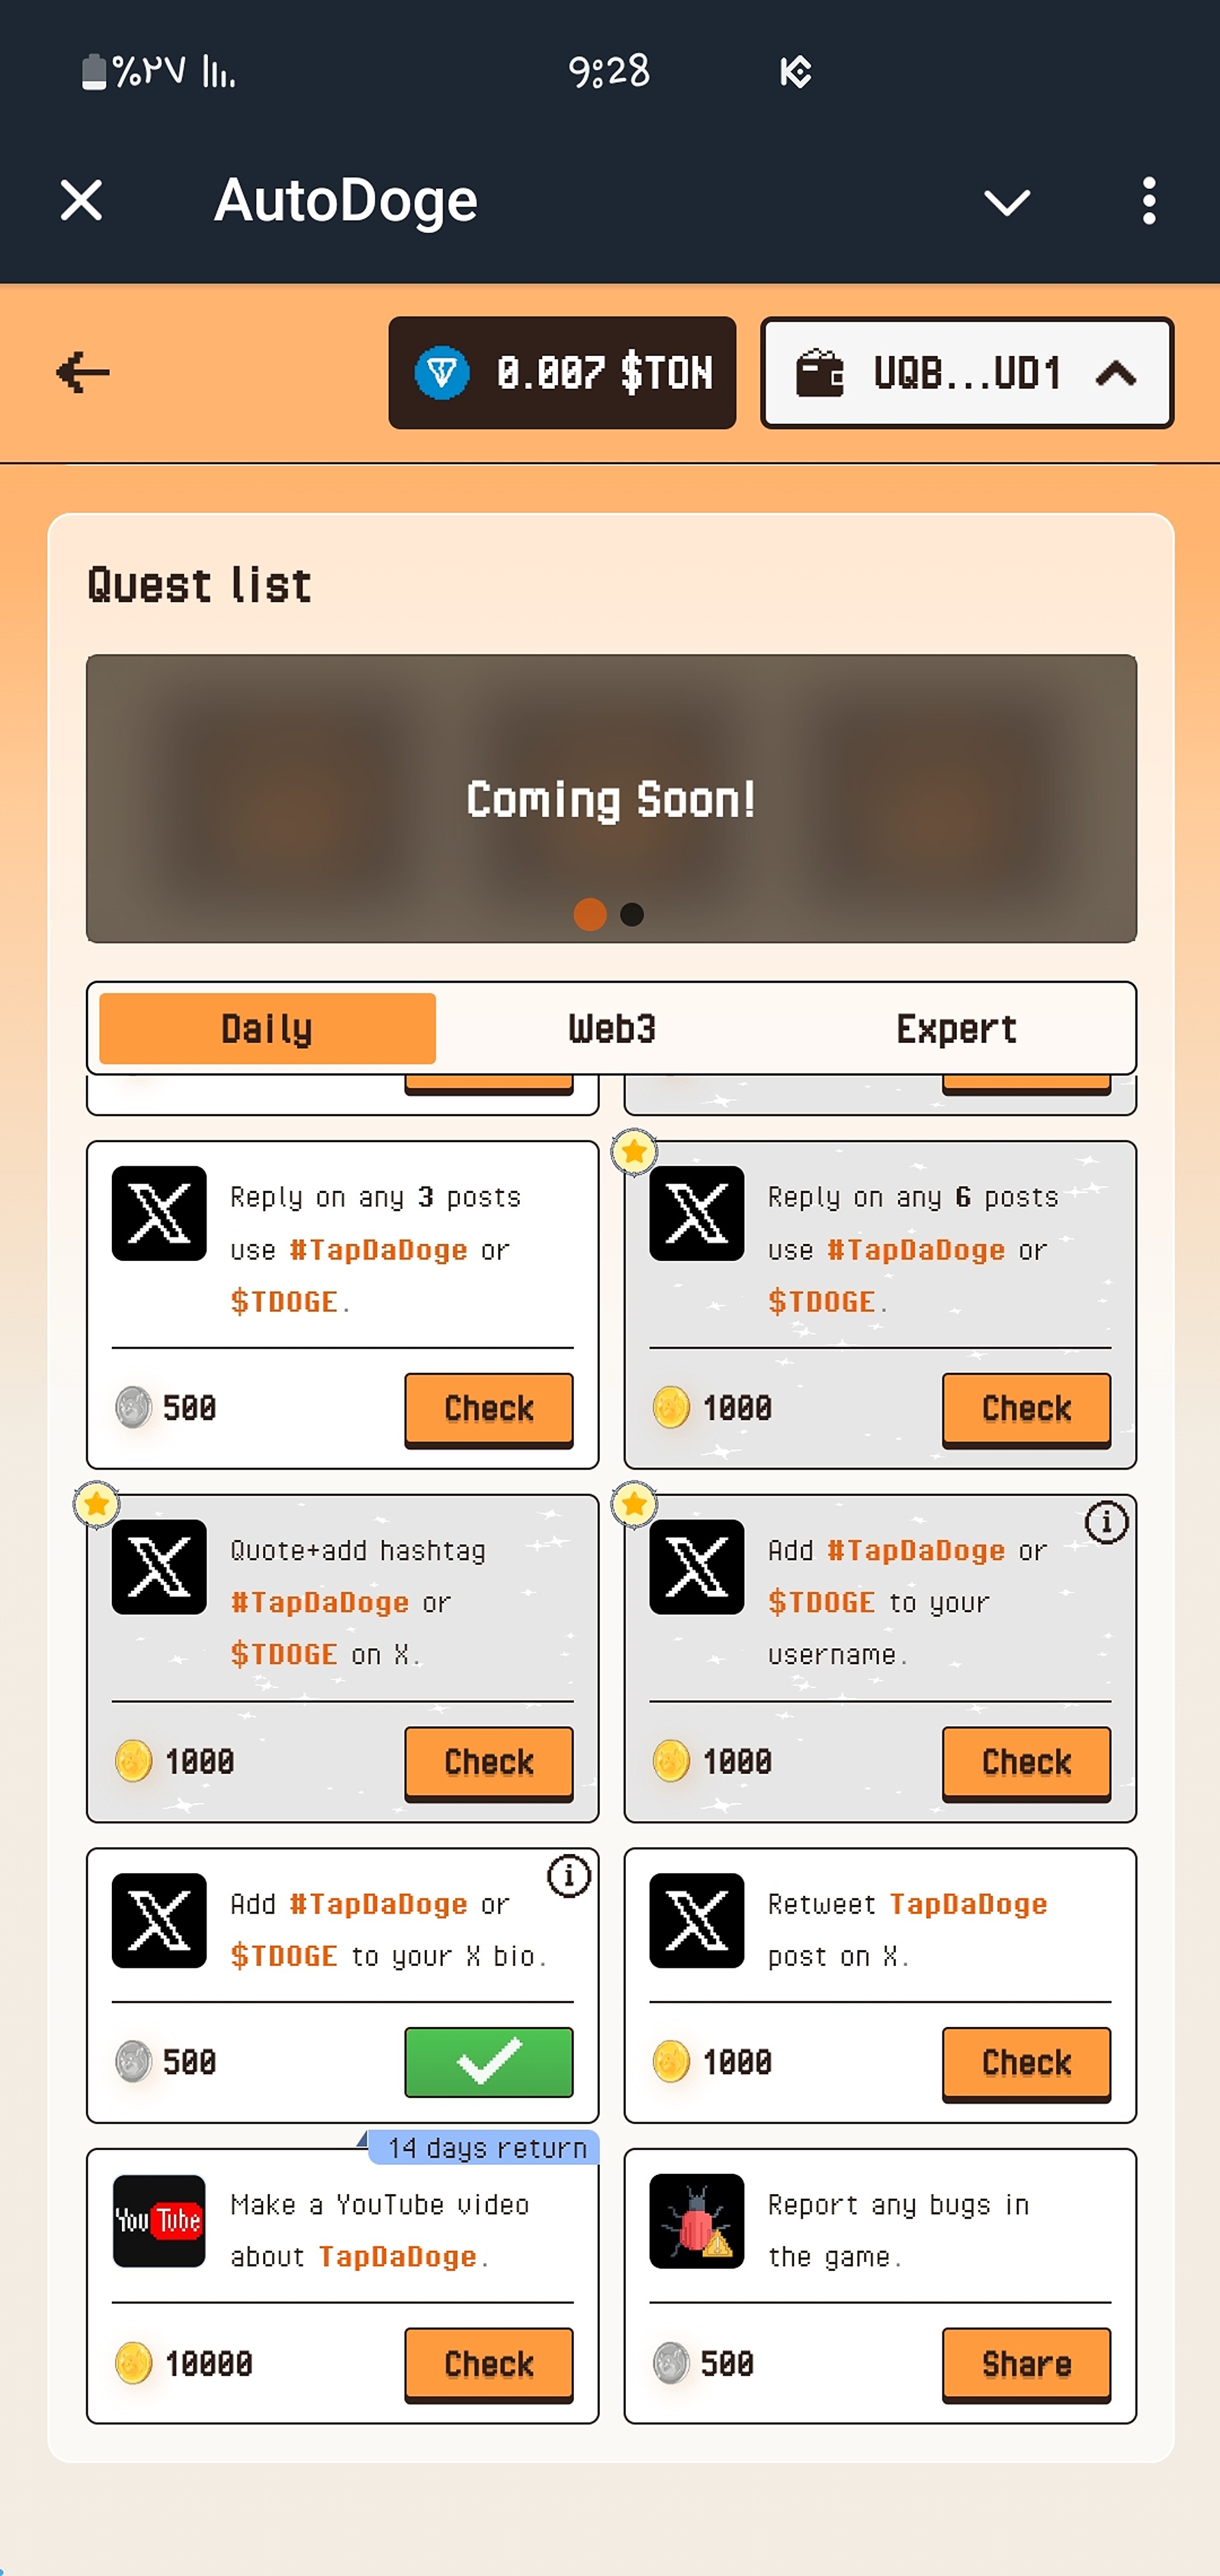 %۲۷
9:28
AutoDoge
0.007 $TON
UQB...UD1
Quest list
Coming Soon!
Daily
Web3
Expert
Reply on any 3 posts
use #TapDaDoge or
$TDOGE.
500
Check
Reply on any 6 posts
use #TapDaDoge or
$TDOGE.
1000
Check
Quote+add hashtag
#TapDaDoge or
$TDOGE on X.
1000
Check
Add #TapDaDoge or
$TDOGE to your
username.
1000
Check
Add #TapDaDoge or
$TDOGE to your X bio.
500
Retweet TapDaDoge
post on X.
1000
Check
14 days return
YouTube
Make a YouTube video
about TapDaDoge.
10000
Check
Report any bugs in
the game.
500
Share